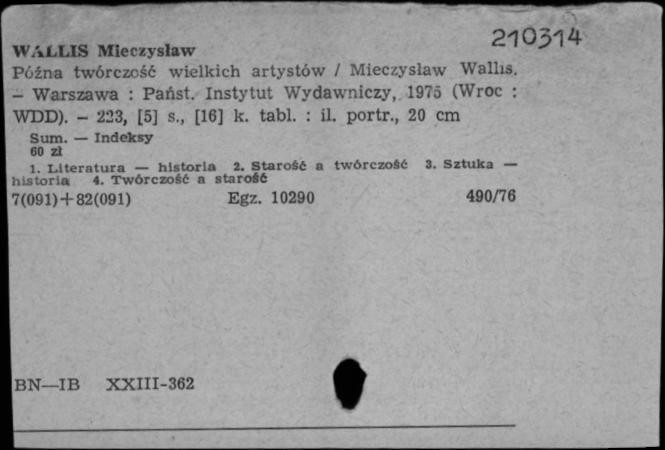 210314
WALLIS Mieczysław
Późna twórczość wielkich artystów / Mieczysław Wallis.
— Warszawa : Państ. Instytut Wydawniczy, 1975 (Wroc :
WDD). — 223, [5] s., [16] k. tabl. : il. portr., 20 cm
Sum. — Indeksy
60 zł
1. Literatura — historia 2. Starość a twórczość 3. Sztuka —
historia 4. Twórczość a starość
7(091)+82(091) Egz. 10290 490/76
BN—IB XXIII-362